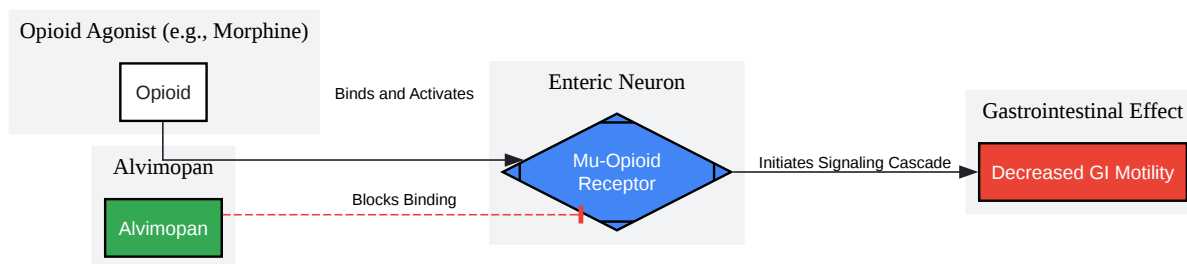 Opioid Agonist (e.g., Morphine)
Opioid
Binds and Activates
Alvimopan
Alvimopan
Blocks Binding
Enteric Neuron
Mu-Opioid
Receptor
Initiates Signaling Cascade
Gastrointestinal Effect
Decreased GI Motility